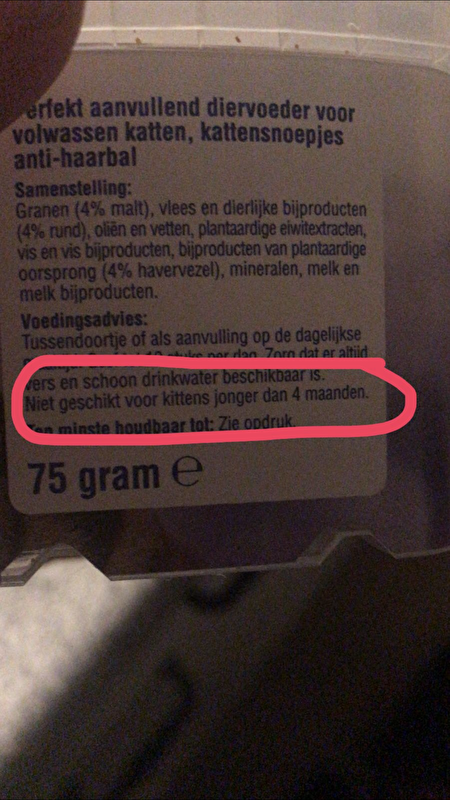 erfekt aanvullend diervoeder voor
volwassen katten, kattensnoepjes
anti-haarbal
Samenstelling:
Granen (4% malt), vlees en dierlijke bijproducten
(4% rund), oliën en vetten, plantaardige eiwitextracten,
vis en vis bijproducten, bijproducten van plantaardige
oorsprong (4% havervezel), mineralen, melk en
melk bijproducten.
Voedingsadvies:
Tussendoortje of als aanvulling op de dagelijkse
stuks per dag. Zorg dat er altijd
vers en schoon drinkwater beschikbaar is.
Niet geschikt voor kittens jonger dan 4 maanden.
Ten minste houdbaar tot: Zie opdruk.
75 gram ℮